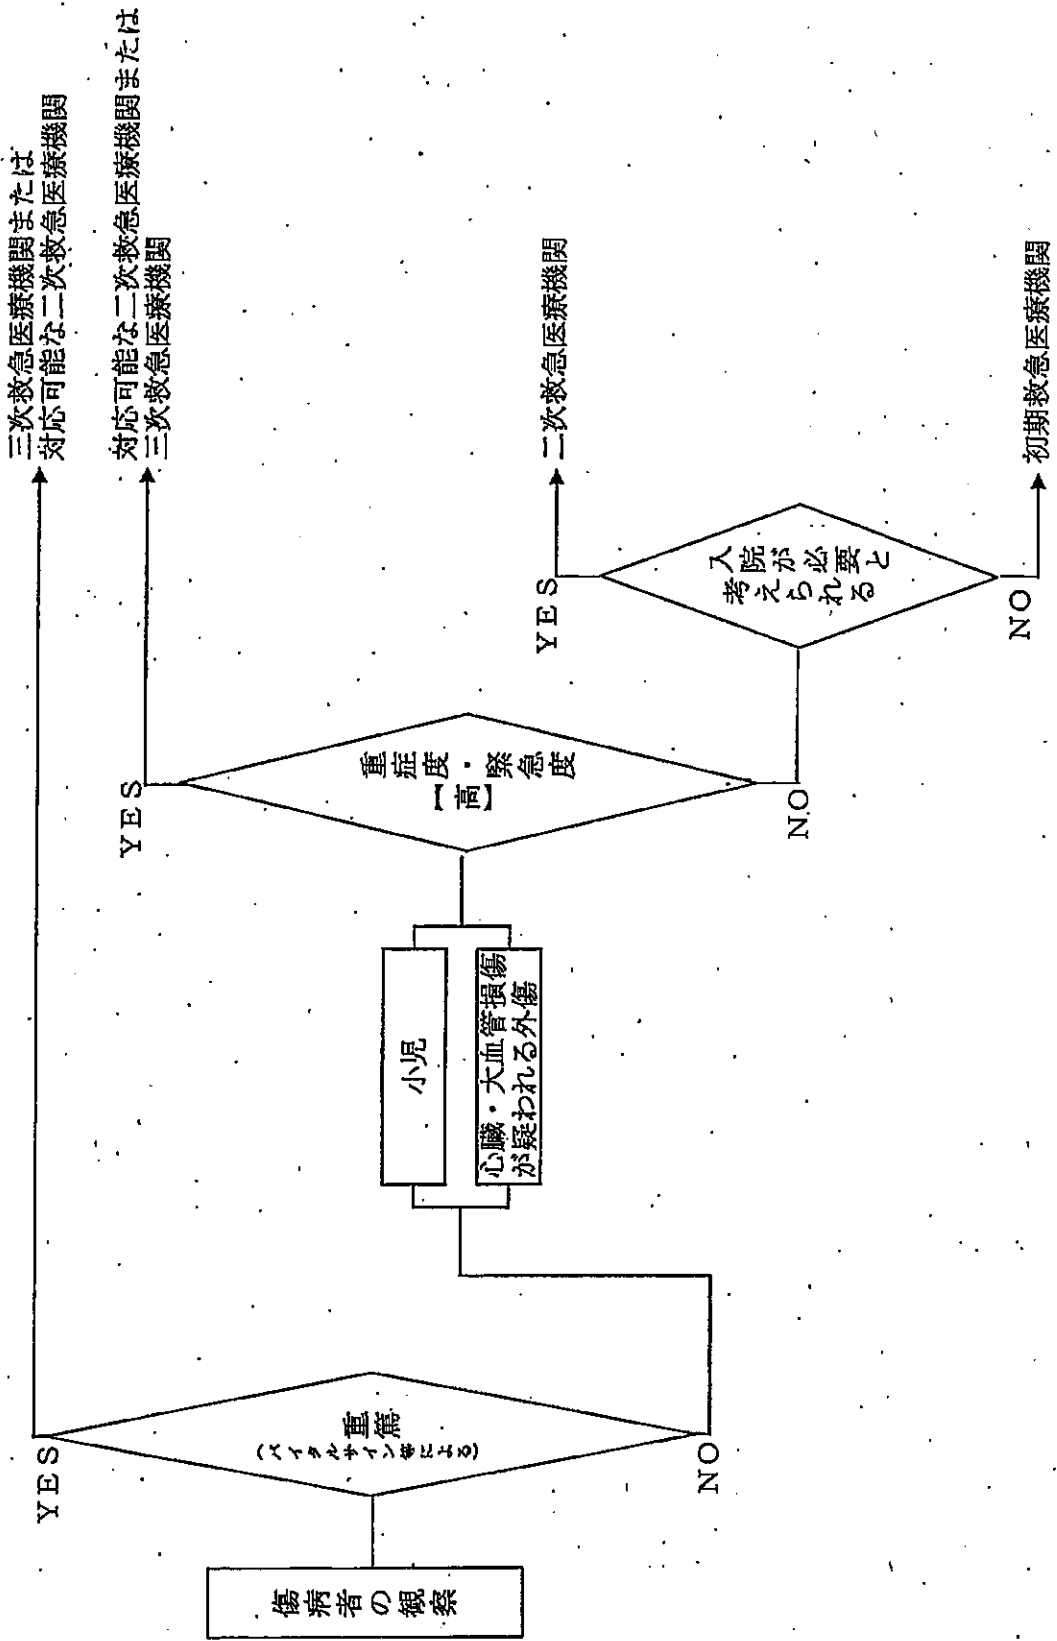 傷病者の観察
重篤
(バイタルサイン等による)
YES
NO
三次救急医療機関または
対応可能な二次救急医療機関
小児
心臓・大血管損傷
が疑われる外傷
重症度・緊急度
【高】
YES
NO
対応可能な二次救急医療機関または
三次救急医療機関
入院が必要と
考えられる
YES
NO
二次救急医療機関
初期救急医療機関